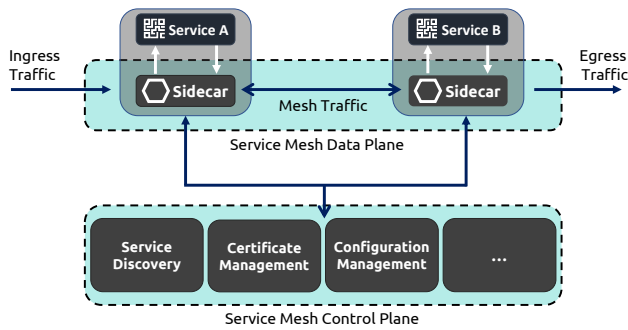 Ingress
Traffic
Service A
Service B
Egress
Traffic
Sidecar
Mesh Traffic
Sidecar
Service Mesh Data Plane
Service
Discovery
Certificate
Management
Configuration
Management
...
Service Mesh Control Plane